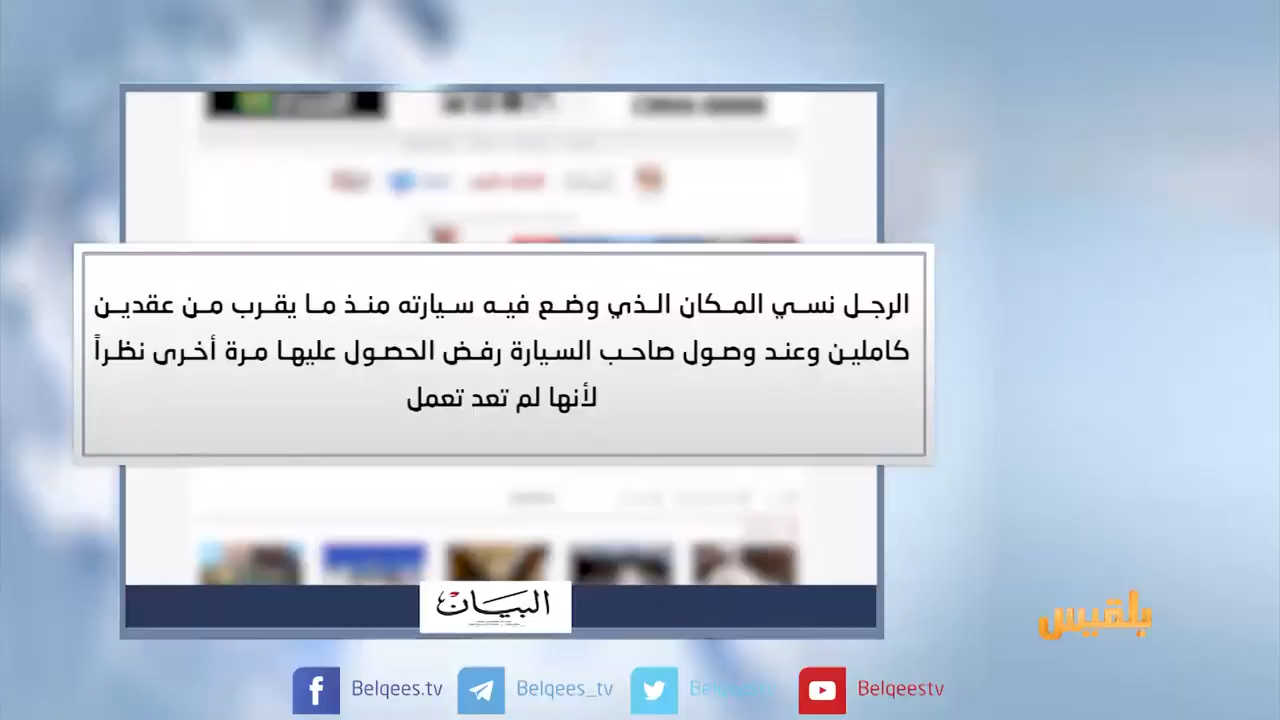 الرجل نسي المكان الذي وضع فيه سيارته منذ ما يقرب من عقدين
كاملين وعند وصول صاحب السيارة رفض الحصول عليها مرة أخرى نظراً
لأنها لم تعد تعمل
البيان
بلقيس
Belqees.tv
Belqees_tv
Belqeestv